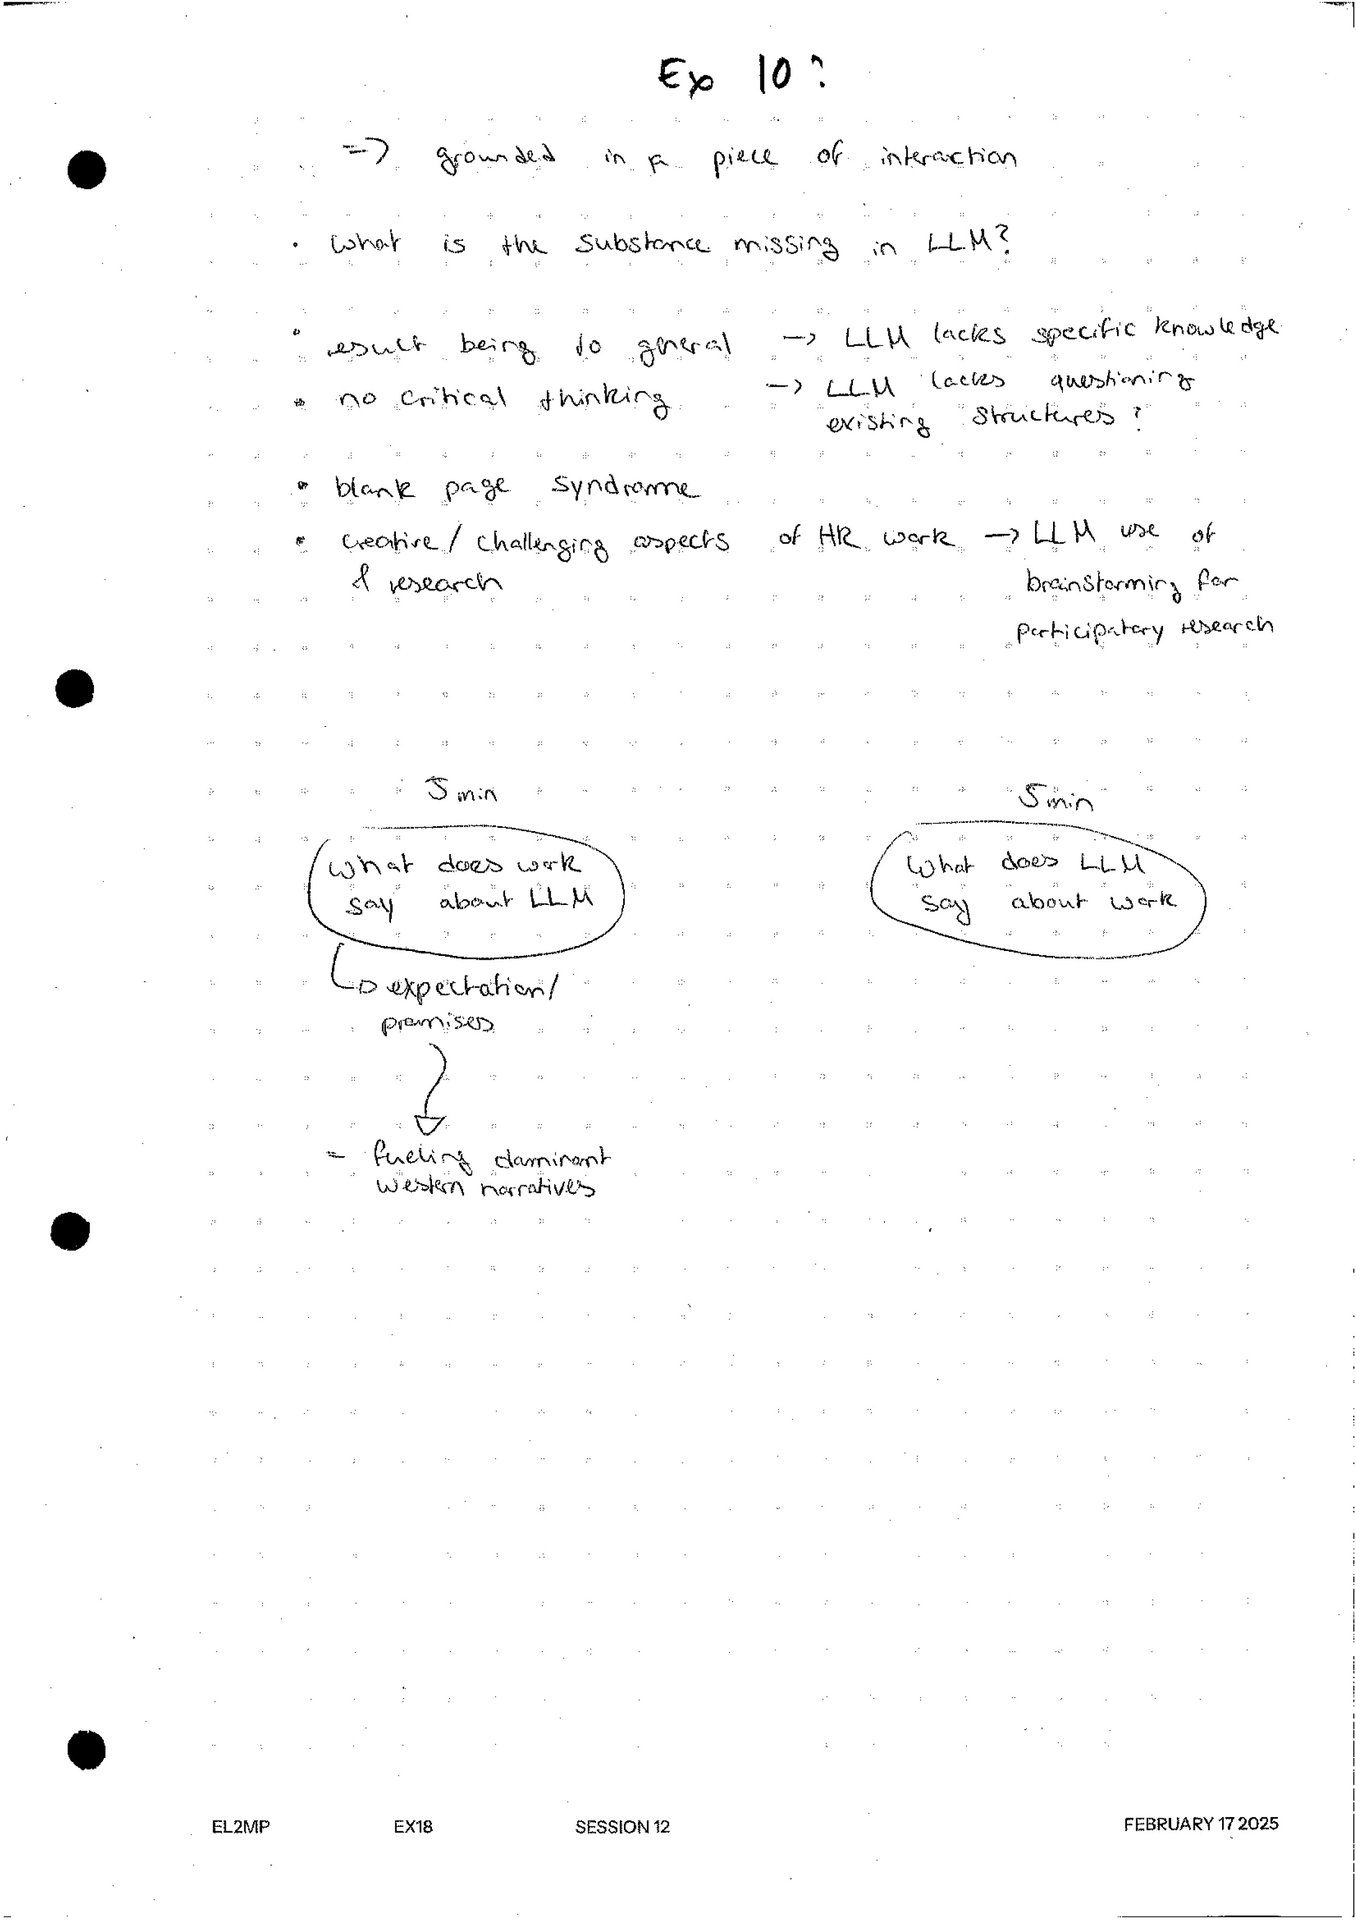 Ex 10?
=> grounded in a piece of interaction
· What is the substance missing in LLM?
• result being to general → LLM lacks specific knowledge
• no critical thinking → LLM lacks questioning
existing structures?
• blank page syndrome
• creative / challenging aspects of HR work → LLM use of
& research
brainstorming for
participatory research
5 min
What does work
say about LLM
expectation/
promises
= fueling dominant
western narratives
5 min
What does LLM
say about work
EL2MP EX18 SESSION 12 FEBRUARY 17 2025